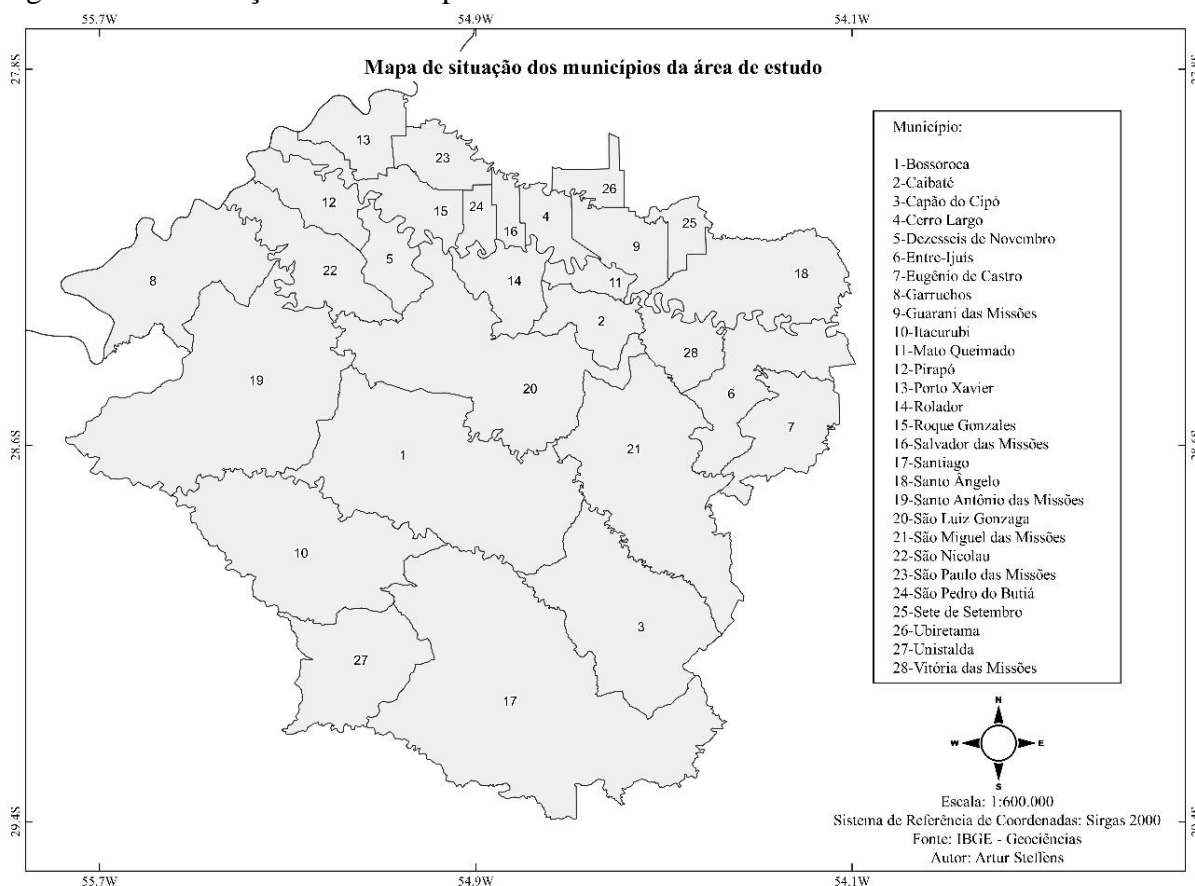 55.7W
54.9W
54.1W
27.8S
27.8S
Mapa de situação dos municípios da área de estudo
13
23
26
12
15
24
16
4
25
9
5
22
8
14
11
18
2
28
19
20
6
7
21
1
10
3
27
17
Município:
1-Bossoroca
2-Caibaté
3-Capão do Cipó
4-Cerro Largo
5-Dezesseis de Novembro
6-Entre-Ijuís
7-Eugênio de Castro
8-Garruchos
9-Guarani das Missões
10-Itacurubi
11-Mato Queimado
12-Pirapó
13-Porto Xavier
14-Rolador
15-Roque Gonzales
16-Salvador das Missões
17-Santiago
18-Santo Ângelo
19-Santo Antônio das Missões
20-São Luiz Gonzaga
21-São Miguel das Missões
22-São Nicolau
23-São Paulo das Missões
24-São Pedro do Butiá
25-Sete de Setembro
26-Ubiretama
27-Unistalda
28-Vitória das Missões
28.6S
28.6S
N
W
E
S
Escala: 1:600.000
Sistema de Referência de Coordenadas: Sirgas 2000
Fonte: IBGE - Geociências
Autor: Artur Steffens
29.4S
29.4S
55.7W
54.9W
54.1W